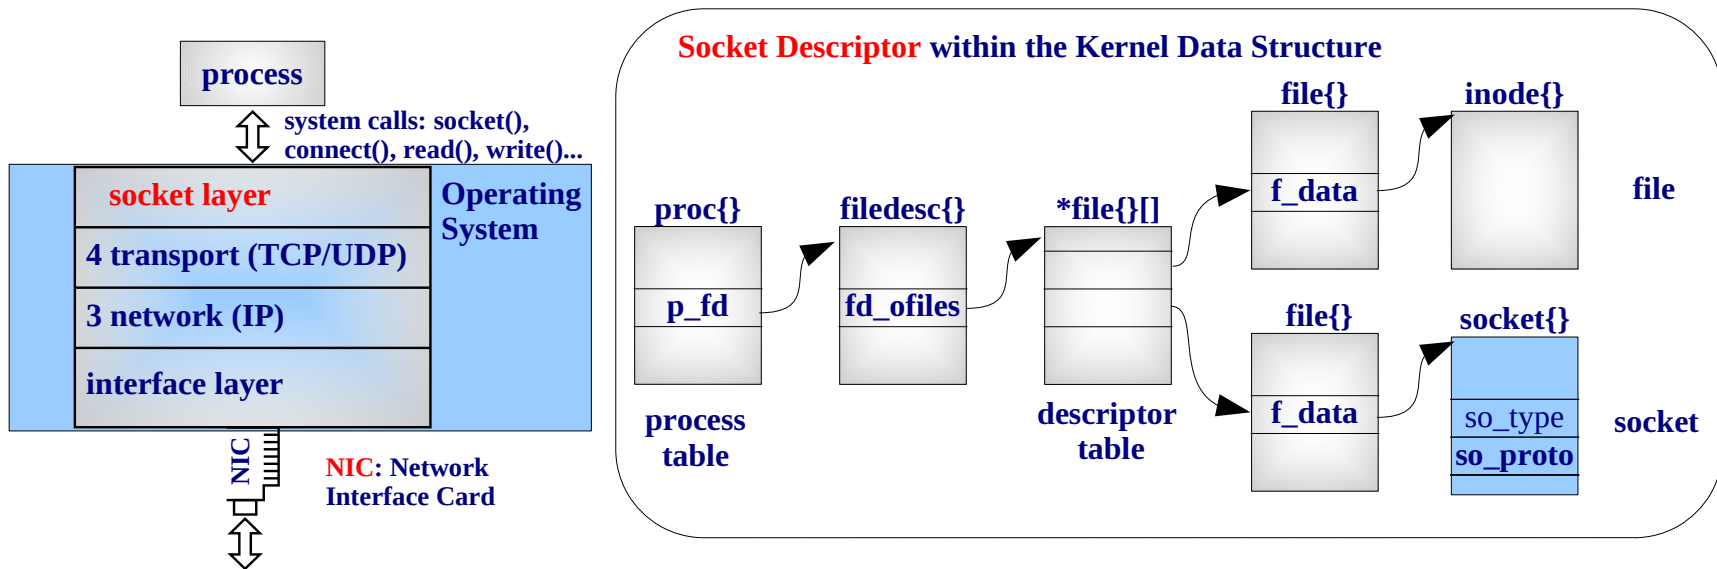 process
system calls: socket(),
connect(), read(), write()...
socket layer
Operating
System
4 transport (TCP/UDP)
3 network (IP)
interface layer
NIC
NIC: Network
Interface Card
Socket Descriptor within the Kernel Data Structure
proc{}
p_fd
process
table
filedesc{}
fd_ofiles
*file{}[]
descriptor
table
file{}
f_data
inode{}
file
file{}
f_data
socket{}
so_type
so_proto
socket